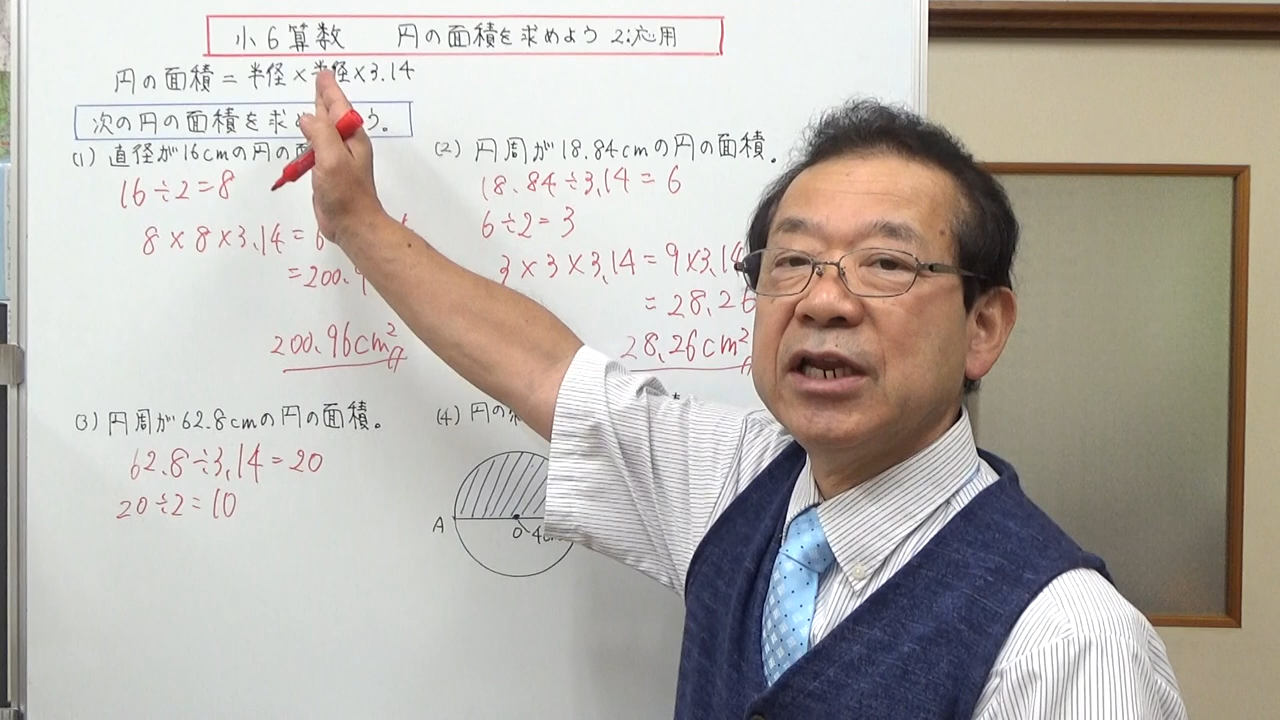 小6算数 円の面積を求めよう 2:応用
円の面積=半径×半径×3.14
次の円の面積を求め う。
(1) 直径が16cmの円の面
16÷2=8
8×8×3.14=6
=200.9
200.96cm²
(2) 円周が18.84cmの円の面積。
18.84÷3.14=6
6÷2=3
3×3×3.14=9×3.14
=28.26
28.26cm²
(3) 円周が62.8cmの円の面積。
62.8÷3.14=20
20÷2=10
(4) 円の
A
O 4cm